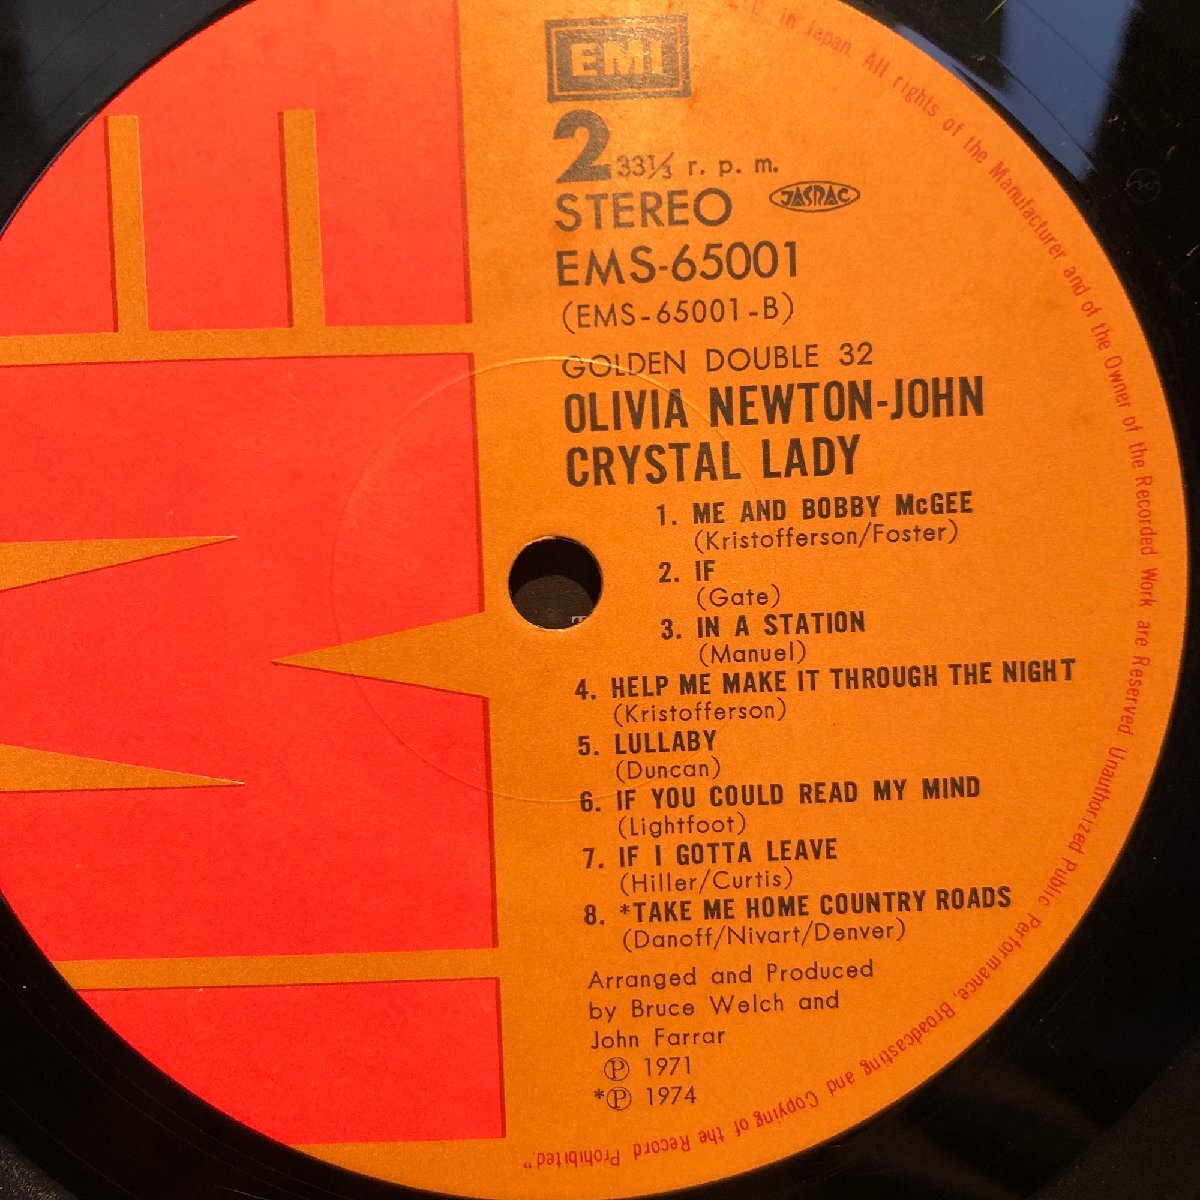 EMI
2 33 1/3 r. p. m.
STEREO JASRAC
EMS-65001
(EMS-65001-B)
GOLDEN DOUBLE 32
OLIVIA NEWTON-JOHN
CRYSTAL LADY
1. ME AND BOBBY McGEE
(Kristofferson/Foster)
2. IF
(Gate)
3. IN A STATION
(Manuel)
4. HELP ME MAKE IT THROUGH THE NIGHT
(Kristofferson)
5. LULLABY
(Duncan)
6. IF YOU COULD READ MY MIND
(Lightfoot)
7. IF I GOTTA LEAVE
(Hiller/Curtis)
8. *TAKE ME HOME COUNTRY ROADS
(Danoff/Nivart/Denver)
Arranged and Produced
by Bruce Welch and
John Farrar
Ⓟ 1971
*Ⓟ 1974
in Japan. All rights of the Manufacturer and of the Owner of the Recorded Work are Reserved. Unauthorized Public Performance, Broadcasting and Copying of the Record Prohibited."